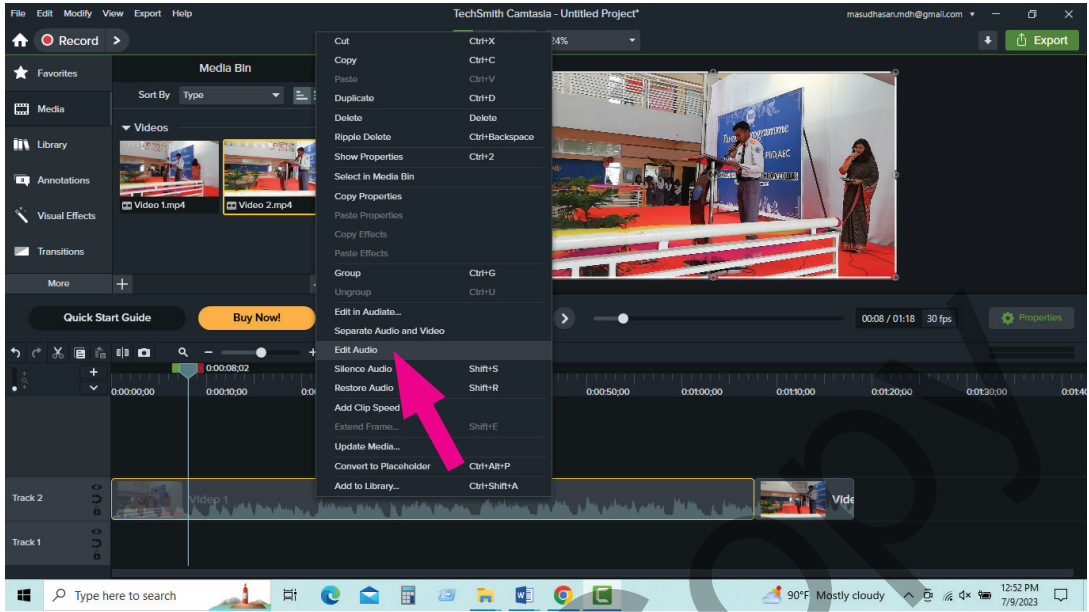 File Edit Modify View Export Help TechSmith Camtasia - Untitled Project* masudhasan.mdh@gmail.com
Record 24% Export
Favorites
Media
Library
Annotations
Visual Effects
Transitions
More
Media Bin
Sort By Type
Videos
Video 1.mp4 Video 2.mp4
Cut Ctrl+X
Copy Ctrl+C
Paste Ctrl+V
Duplicate Ctrl+D
Delete Delete
Ripple Delete Ctrl+Backspace
Show Properties Ctrl+2
Select in Media Bin
Copy Properties
Paste Properties
Copy Effects
Paste Effects
Group Ctrl+G
Ungroup Ctrl+U
Edit in Audiate...
Separate Audio and Video
Edit Audio
Silence Audio Shift+S
Restore Audio Shift+R
Add Clip Speed
Extend Frame... Shift+E
Update Media...
Convert to Placeholder Ctrl+Alt+P
Add to Library... Ctrl+Shift+A
Quick Start Guide Buy Now! 00:08 / 01:18 30 fps Properties
0:00:08;02
0:00:00;00 0:00:10;00 0:00:50;00 0:01:00;00 0:01:10;00 0:01:20;00 0:01:30;00
Track 2 Video 1 Vide
Track 1
Type here to search 90°F Mostly cloudy 12:52 PM
7/9/2023
Copy